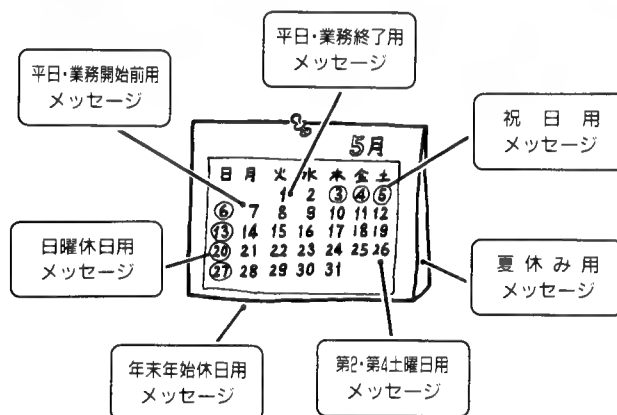 平日・業務終了用
メッセージ
平日・業務開始前用
メッセージ
祝日用
メッセージ
5月
日 月 火 水 木 金 土
1 2 3 4 5
6 7 8 9 10 11 12
13 14 15 16 17 18 19
20 21 22 23 24 25 26
27 28 29 30 31
日曜休日用
メッセージ
夏休み用
メッセージ
年末年始休日用
メッセージ
第2・第4土曜日用
メッセージ